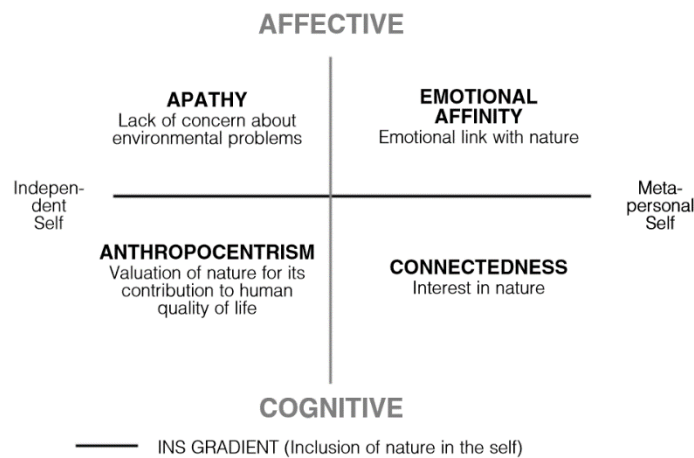 AFFECTIVE
APATHY
Lack of concern about
environmental problems
EMOTIONAL
AFFINITY
Emotional link with nature
Indepen-
dent
Self
Meta-
personal
Self
ANTHROPOCENTRISM
Valuation of nature for its
contribution to human
quality of life
CONNECTEDNESS
Interest in nature
COGNITIVE
INS GRADIENT (Inclusion of nature in the self)